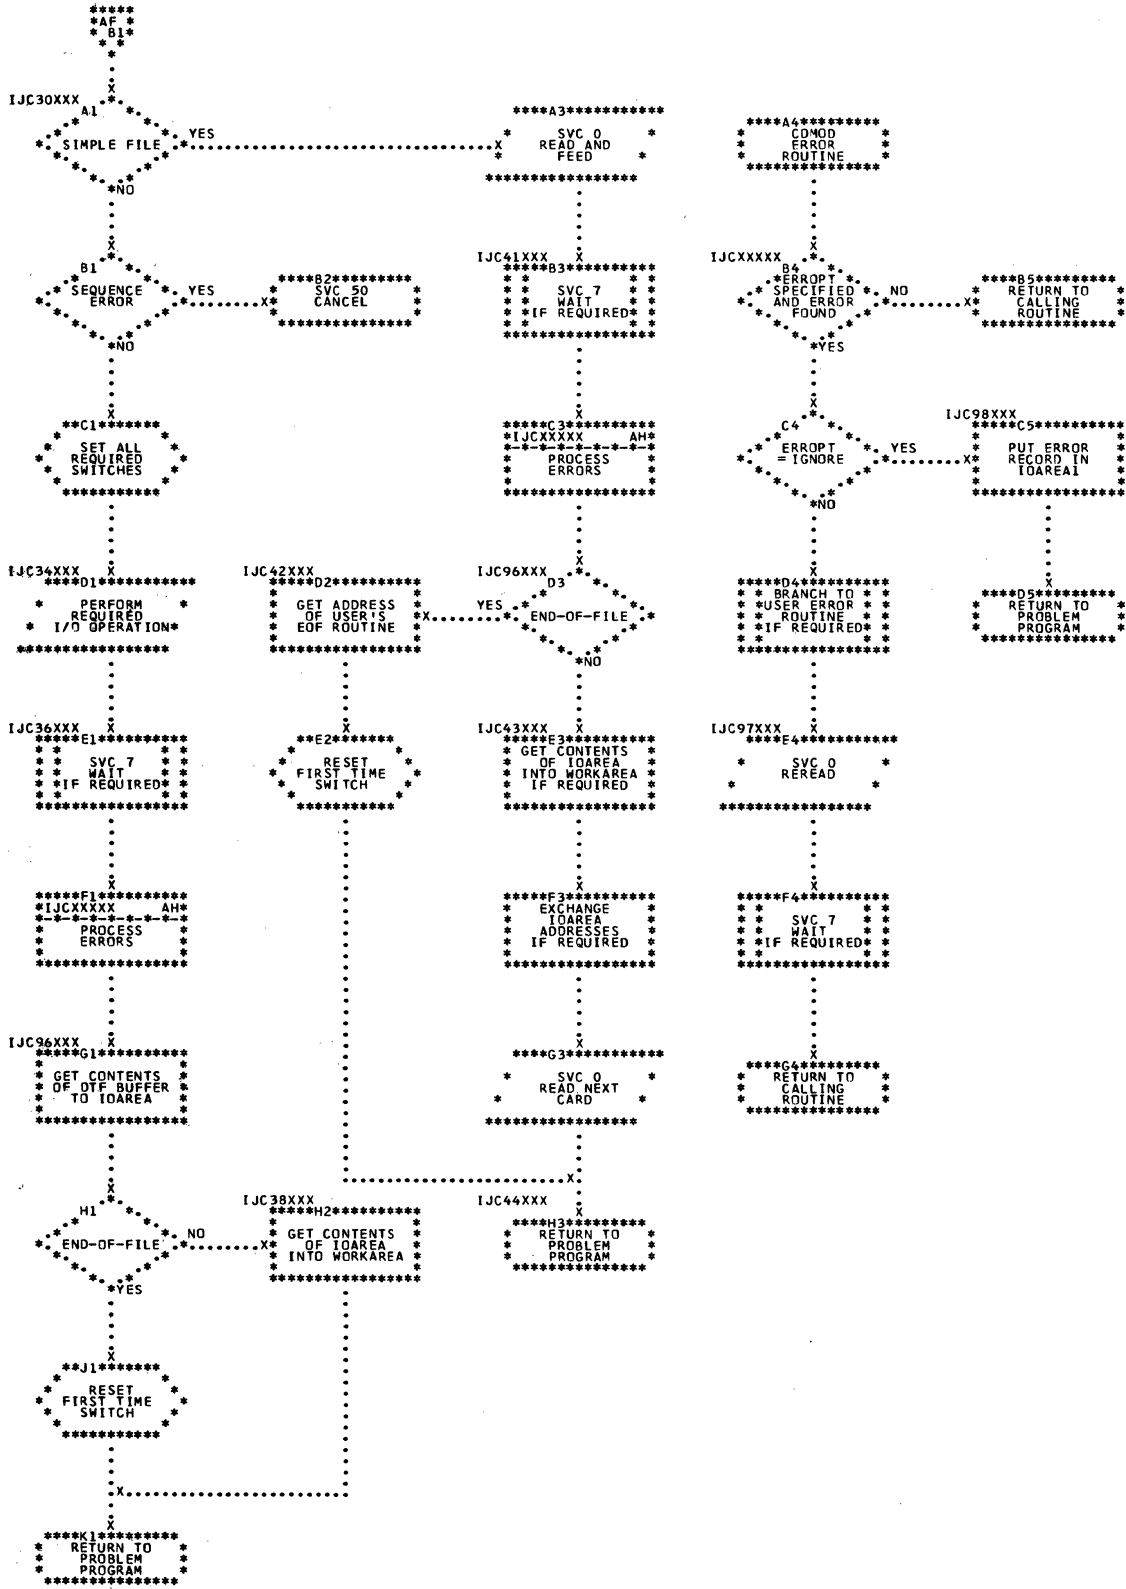 AF
B1
IJC30XXX
A1
SIMPLE FILE
YES
NO
A3
SVC 0
READ AND
FEED
A4
CDMOD
ERROR
ROUTINE
B1
SEQUENCE
ERROR
YES
NO
B2
SVC 50
CANCEL
IJC41XXX
B3
SVC 7
WAIT
IF REQUIRED
IJCXXXXX
B4
ERROPT
SPECIFIED
AND ERROR
FOUND
NO
YES
B5
RETURN TO
CALLING
ROUTINE
C1
SET ALL
REQUIRED
SWITCHES
C3
IJCXXXXX AH
PROCESS
ERRORS
C4
ERROPT
= IGNORE
YES
NO
IJC98XXX
C5
PUT ERROR
RECORD IN
IOAREA1
IJC34XXX
D1
PERFORM
REQUIRED
I/O OPERATION
IJC42XXX
D2
GET ADDRESS
OF USER'S
EOF ROUTINE
IJC96XXX
D3
YES
END-OF-FILE
NO
D4
BRANCH TO
USER ERROR
ROUTINE
IF REQUIRED
D5
RETURN TO
PROBLEM
PROGRAM
IJC36XXX
E1
SVC 7
WAIT
IF REQUIRED
E2
RESET
FIRST TIME
SWITCH
IJC43XXX
E3
GET CONTENTS
OF IOAREA
INTO WORKAREA
IF REQUIRED
IJC97XXX
E4
SVC 0
REREAD
F1
IJCXXXXX AH
PROCESS
ERRORS
F3
EXCHANGE
IOAREA
ADDRESSES
IF REQUIRED
F4
SVC 7
WAIT
IF REQUIRED
IJC96XXX
G1
GET CONTENTS
OF DTF BUFFER
TO IOAREA
G3
SVC 0
READ NEXT
CARD
G4
RETURN TO
CALLING
ROUTINE
H1
END-OF-FILE
NO
YES
IJC38XXX
H2
GET CONTENTS
OF IOAREA
INTO WORKAREA
IJC44XXX
H3
RETURN TO
PROBLEM
PROGRAM
J1
RESET
FIRST TIME
SWITCH
K1
RETURN TO
PROBLEM
PROGRAM